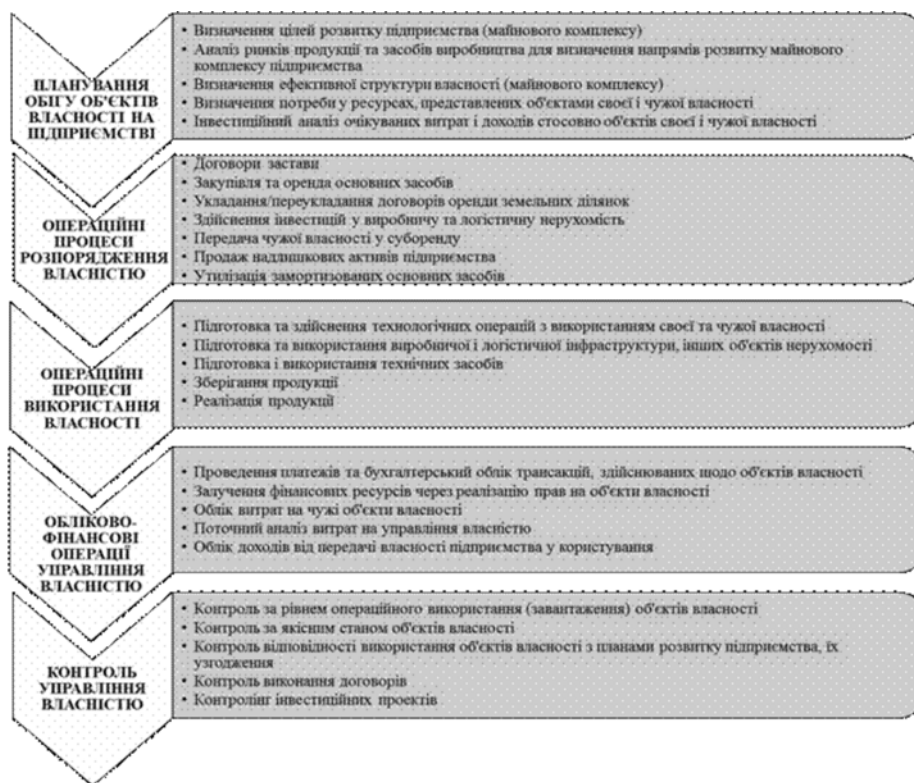 ПЛАНУВАННЯ
ОБІГУ ОБ'ЄКТІВ
ВЛАСНОСТІ НА
ПІДПРИЄМСТВІ
• Визначення цілей розвитку підприємства (майнового комплексу)
• Аналіз ринків продукції та засобів виробництва для визначення напрямів розвитку майнового
комплексу підприємства
• Визначення ефективної структури власності (майнового комплексу)
• Визначення потреби у ресурсах, представлених об'єктами своєї і чужої власності
• Інвестиційний аналіз очікуваних витрат і доходів стосовно об'єктів своєї і чужої власності
ОПЕРАЦІЙНІ
ПРОЦЕСИ
РОЗПОРЯДЖЕННЯ
ВЛАСНІСТЮ
• Договори застави
• Закупівля та оренда основних засобів
• Укладання/переукладання договорів оренди земельних ділянок
• Здійснення інвестицій у виробничу та логістичну нерухомість
• Передача чужої власності у суборенду
• Продаж надлишкових активів підприємства
• Утилізація замортизованих основних засобів
ОПЕРАЦІЙНІ
ПРОЦЕСИ
ВИКОРИСТАННЯ
ВЛАСНОСТІ
• Підготовка та здійснення технологічних операцій з використанням своєї та чужої власності
• Підготовка та використання виробничої і логістичної інфраструктури, інших об'єктів нерухомості
• Підготовка і використання технічних засобів
• Зберігання продукції
• Реалізація продукції
ОБЛІКОВО-
ФІНАНСОВІ
ОПЕРАЦІЇ
УПРАВЛІННЯ
ВЛАСНІСТЮ
• Проведення платежів та бухгалтерський облік трансакцій, здійснюваних щодо об'єктів власності
• Залучення фінансових ресурсів через реалізацію прав на об'єкти власності
• Облік витрат на чужі об'єкти власності
• Поточний аналіз витрат на управління власністю
• Облік доходів від передачі власності підприємства у користування
КОНТРОЛЬ
УПРАВЛІННЯ
ВЛАСНІСТЮ
• Контроль за рівнем операційного використання (завантаження) об'єктів власності
• Контроль за якісним станом об'єктів власності
• Контроль відповідності використання об'єктів власності з планами розвитку підприємства, їх
узгодження
• Контроль виконання договорів
• Контролінг інвестиційних проектів